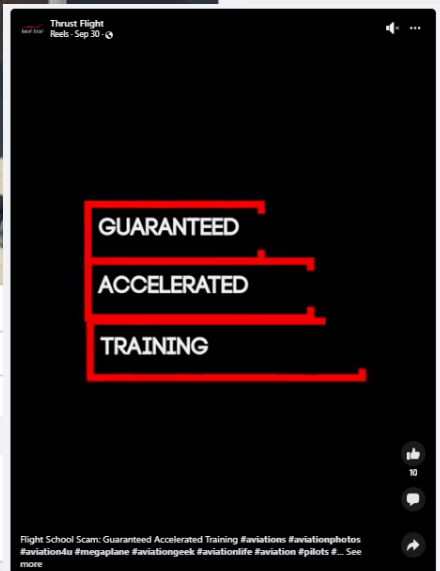 Thrust Flight
Reels · Sep 30 ·
GUARANTEED
ACCELERATED
TRAINING
10
Flight School Scam: Guaranteed Accelerated Training #aviations #aviationphotos
#aviation4u #megaplane #aviationgeek #aviationlife #aviation #pilots #... See
more